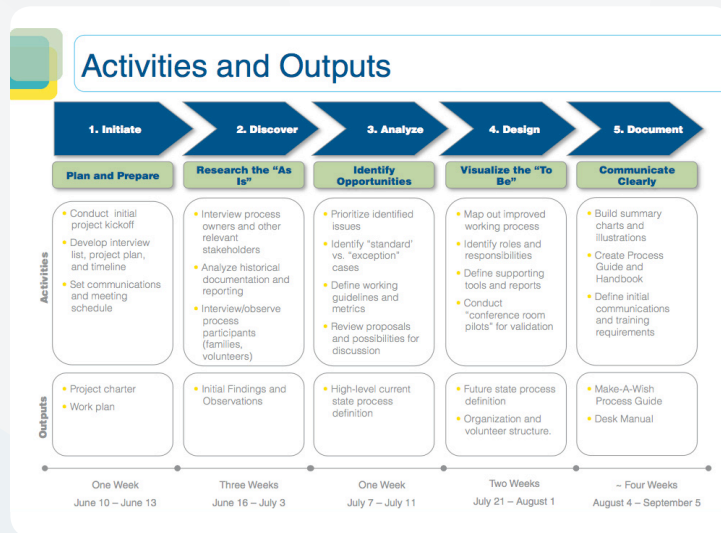 Activities and Outputs
1. Initiate
2. Discover
3. Analyze
4. Design
5. Document
Plan and Prepare
Research the "As
Is"
Identify
Opportunities
Visualize the "To
Be"
Communicate
Clearly
Activities
• Conduct initial
project kickoff
• Develop interview
list, project plan,
and timeline
• Set communications
and meeting
schedule
• Interview process
owners and other
relevant
stakeholders
• Analyze historical
documentation and
reporting
• Interview/observe
process
participants
(families,
volunteers)
• Prioritize identified
issues
• Identify "standard'
vs. "exception"
cases
• Define working
guidelines and
metrics
• Review proposals
and possibilities for
discussion
• Map out improved
working process
• Identify roles and
responsibilities
• Define supporting
tools and reports
• Conduct
"conference room
pilots" for validation
• Build summary
charts and
Illustrations
• Create Process
Guide and
Handbook
• Define initial
communications
and training
requirements
Outputs
• Project charter
• Work plan
• Initial Findings and
Observations
• High-level current
state process
definition
• Future state process
definition
• Organization and
volunteer structure.
• Make-A-Wish
Process Guide
• Desk Manual
One Week
June 10 – June 13
Three Weeks
June 16 – July 3
One Week
July 7 – July 11
Two Weeks
July 21 – August 1
~ Four Weeks
August 4 – September 5